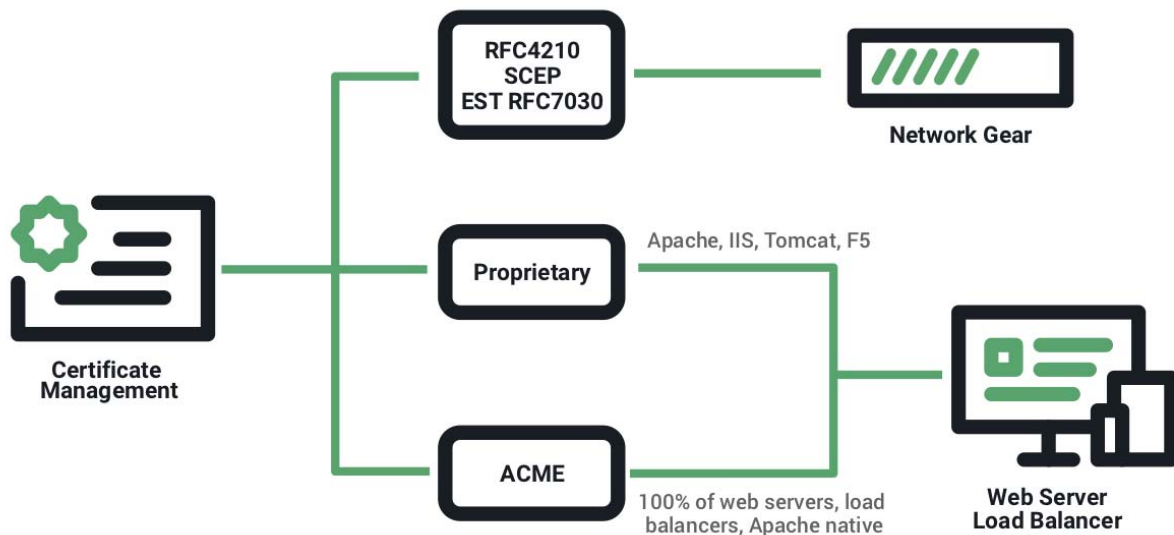 RFC4210
SCEP
EST RFC7030
Network Gear
Apache, IIS, Tomcat, F5
Proprietary
Certificate
Management
ACME
100% of web servers, load
balancers, Apache native
Web Server
Load Balancer